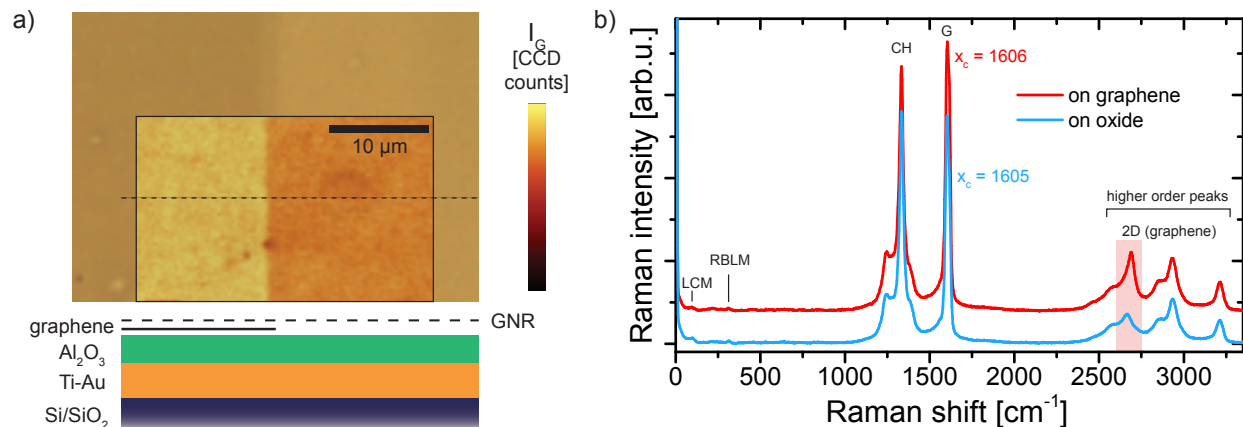 a)
I_G
[CCD
counts]
10 μm
graphene
GNR
Al₂O₃
Ti-Au
Si/SiO₂
b)
Raman intensity [arb.u.]
CH
G
x_c = 1606
on graphene
on oxide
x_c = 1605
higher order peaks
2D (graphene)
LCM
RBLM
0 500 1000 1500 2000 2500 3000
Raman shift [cm⁻¹]